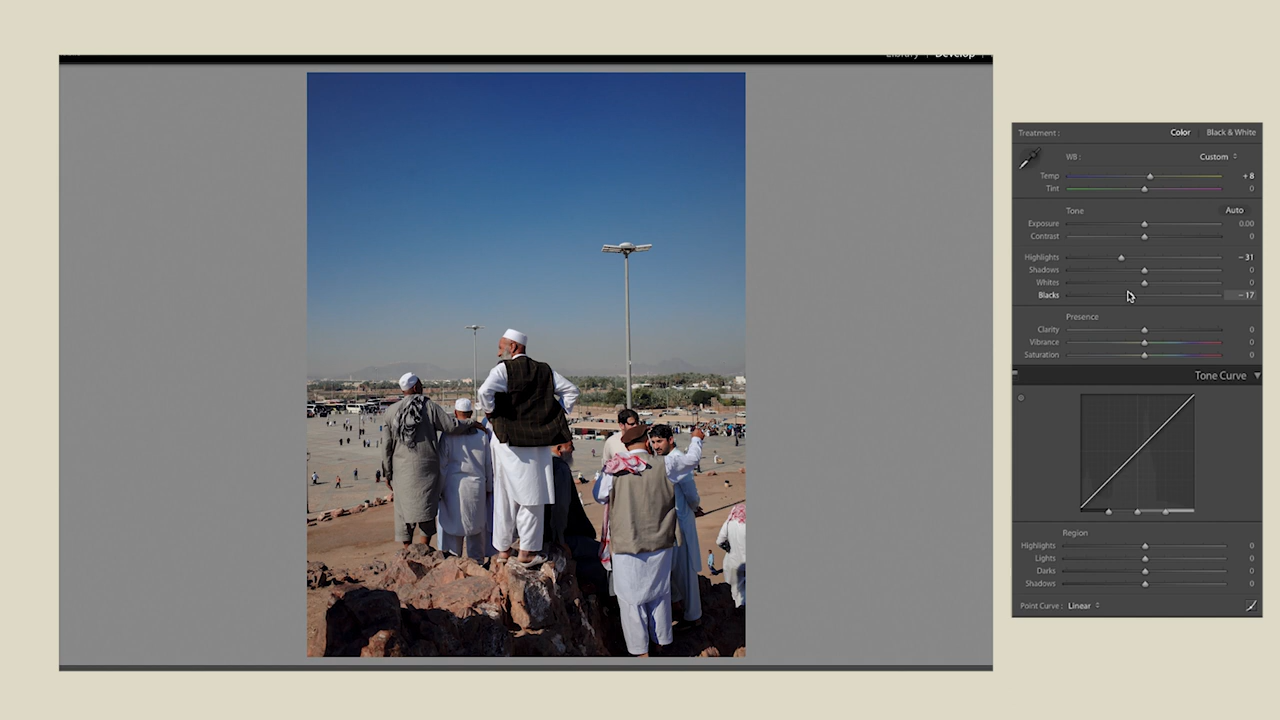 Library | Develop |
Treatment : Color | Black & White
WB : Custom
Temp + 8
Tint 0
Tone Auto
Exposure 0.00
Contrast 0
Highlights − 31
Shadows 0
Whites 0
Blacks − 17
Presence
Clarity 0
Vibrance 0
Saturation 0
Tone Curve
Region
Highlights 0
Lights 0
Darks 0
Shadows 0
Point Curve : Linear